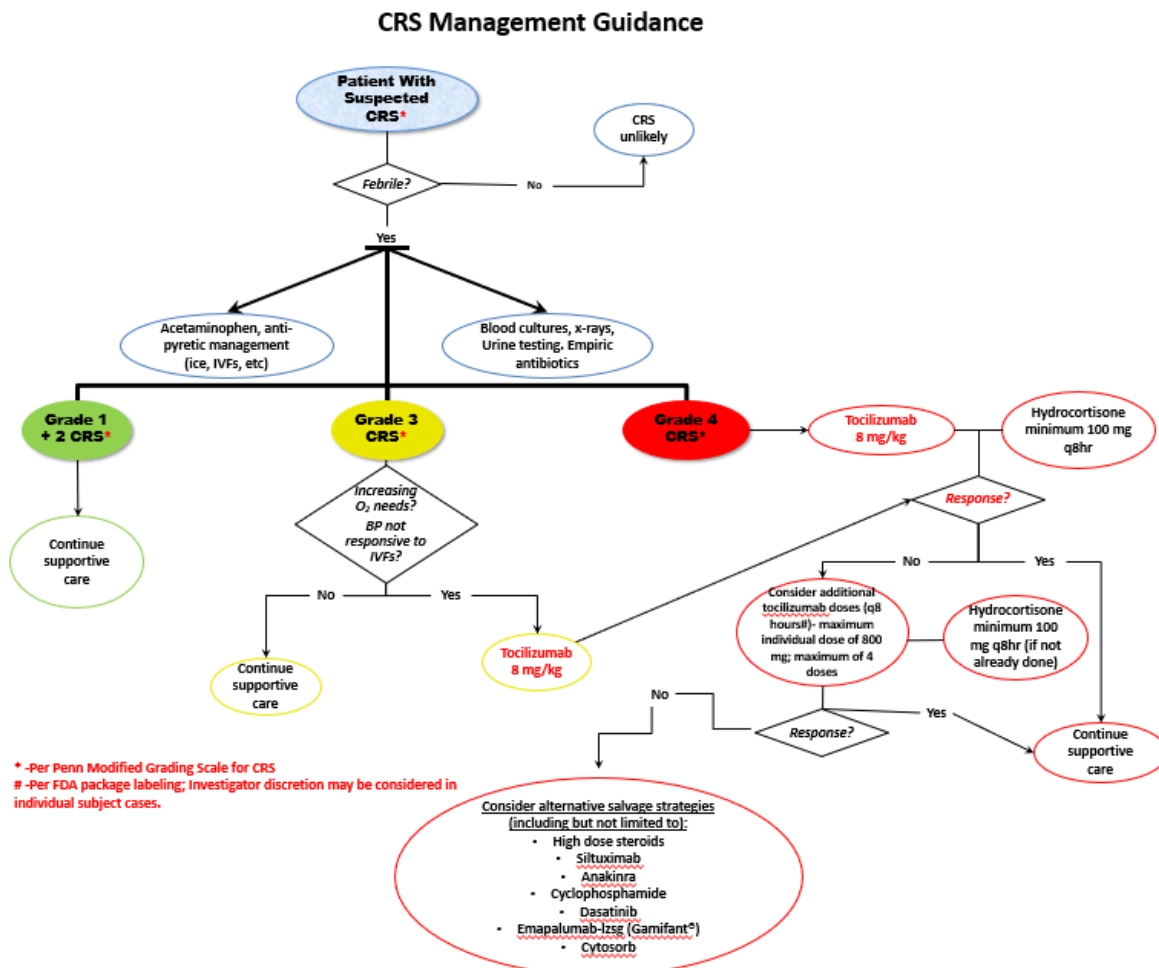 CRS Management Guidance
Patient With
Suspected
CRS*
CRS
unlikely
Febrile?
No
Yes
Acetaminophen, anti-
pyretic management
(ice, IVFs, etc)
Blood cultures, x-rays,
Urine testing. Empiric
antibiotics
Grade 1
+ 2 CRS*
Grade 3
CRS*
Grade 4
CRS*
Tocilizumab
8 mg/kg
Hydrocortisone
minimum 100 mg
q8hr
Increasing
O₂ needs?
BP not
responsive to
IVFs?
Response?
Continue
supportive
care
No
Yes
No
Yes
Continue
supportive
care
Tocilizumab
8 mg/kg
Consider additional
tocilizumab doses (q8
hours#)- maximum
individual dose of 800
mg; maximum of 4
doses
Hydrocortisone
minimum 100
mg q8hr (if not
already done)
No
Yes
Response?
Continue
supportive
care
* -Per Penn Modified Grading Scale for CRS
# -Per FDA package labeling; Investigator discretion may be considered in
individual subject cases.
Consider alternative salvage strategies
(including but not limited to):
▪ High dose steroids
▪ Siltuximab
▪ Anakinra
▪ Cyclophosphamide
▪ Dasatinib
▪ Emapalumab-lzsg (Gamifant®)
▪ Cytosorb